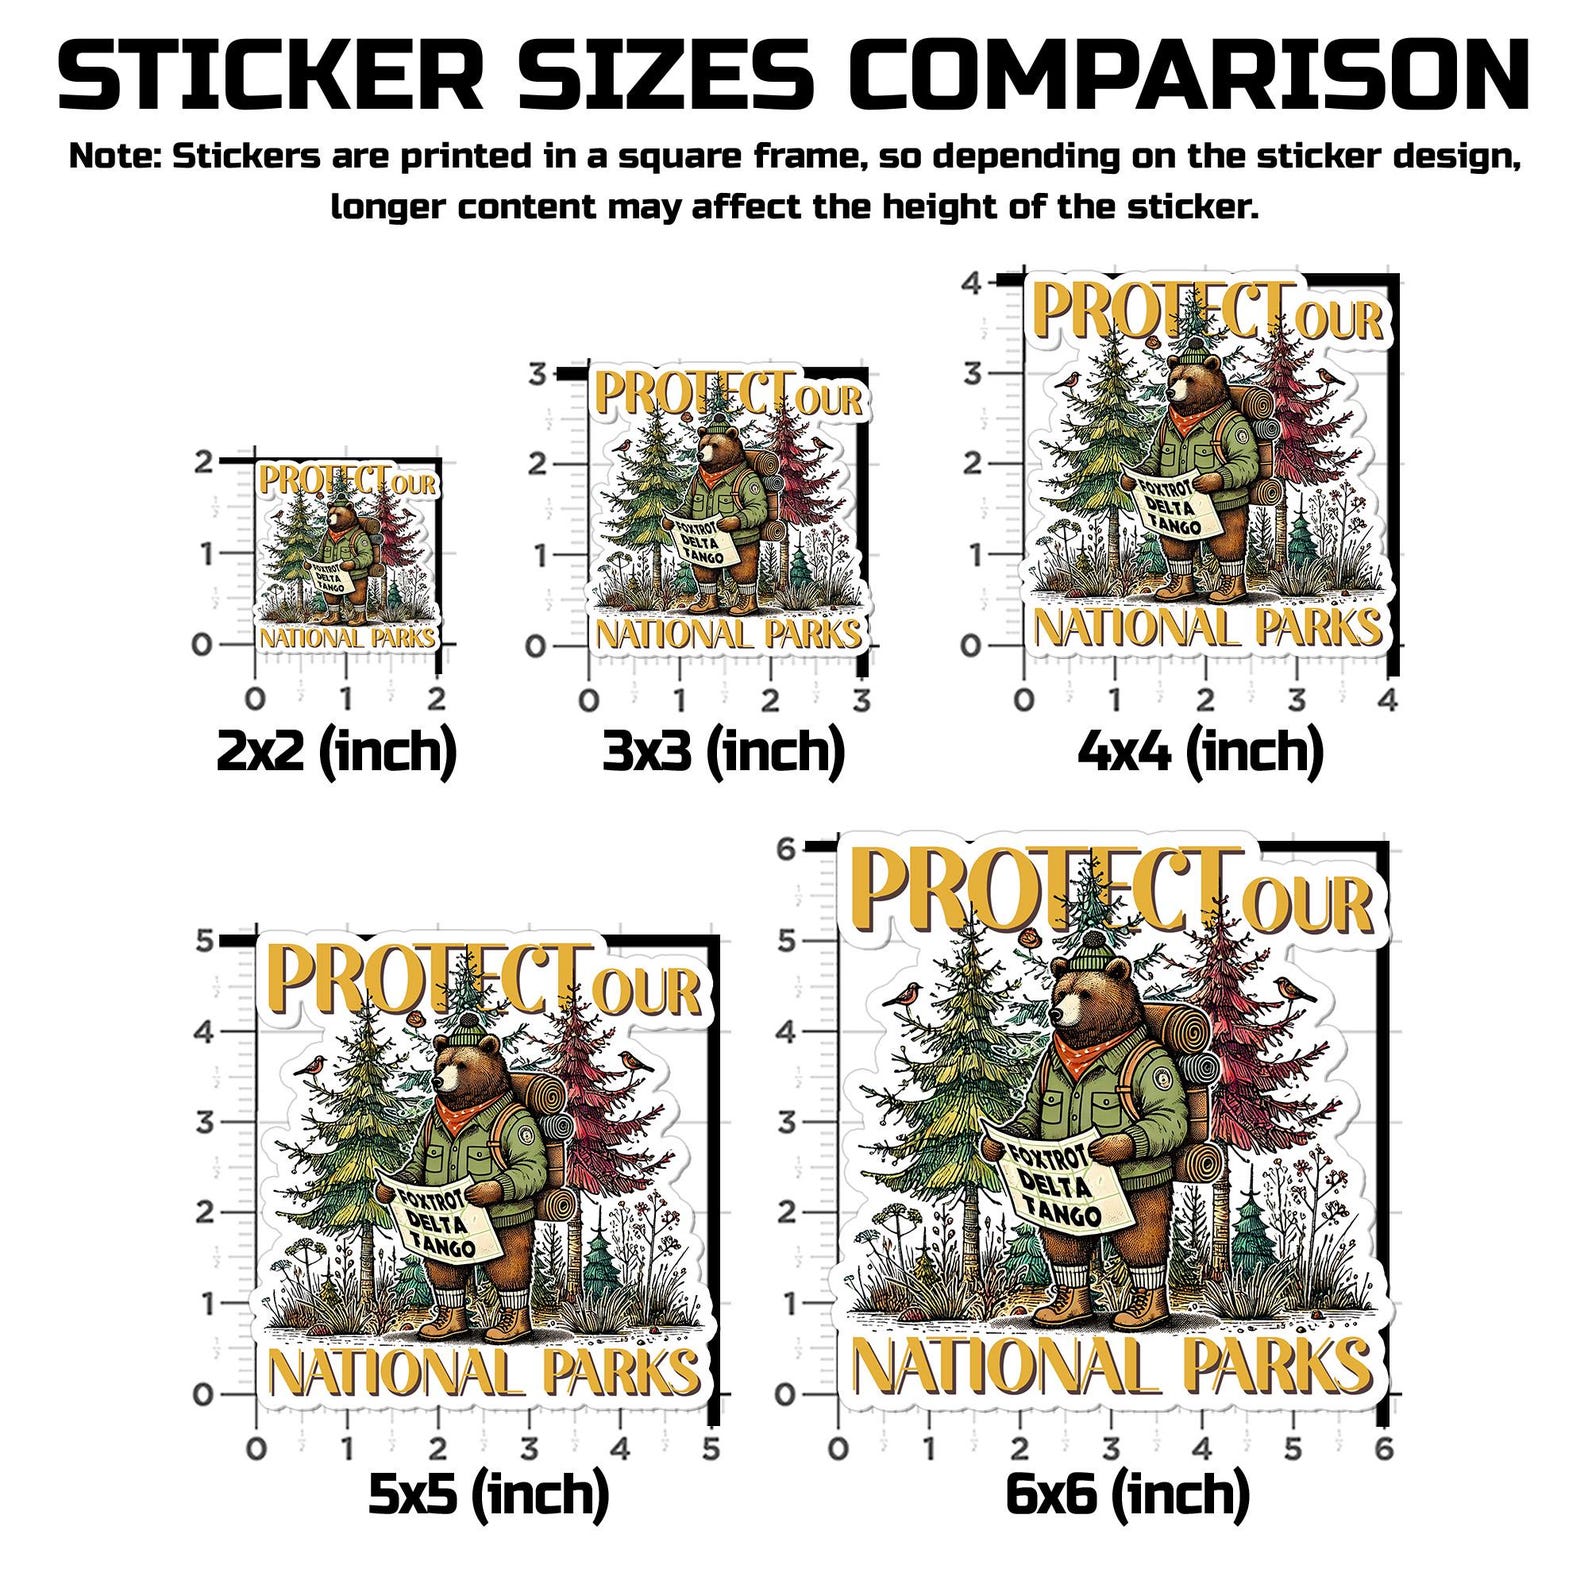 STICKER SIZES COMPARISON
Note: Stickers are printed in a square frame, so depending on the sticker design,
longer content may affect the height of the sticker.
2
1
0
PROTECT OUR
FOXTROT
DELTA
TANGO
NATIONAL PARKS
0 1 2
2x2 (inch)
3
2
1
0
PROTECT OUR
FOXTROT
DELTA
TANGO
NATIONAL PARKS
0 1 2 3
3x3 (inch)
4
3
2
1
0
PROTECT OUR
FOXTROT
DELTA
TANGO
NATIONAL PARKS
0 1 2 3 4
4x4 (inch)
5
4
3
2
1
0
PROTECT OUR
FOXTROT
DELTA
TANGO
NATIONAL PARKS
0 1 2 3 4 5
5x5 (inch)
6
5
4
3
2
1
0
PROTECT OUR
FOXTROT
DELTA
TANGO
NATIONAL PARKS
0 1 2 3 4 5 6
6x6 (inch)